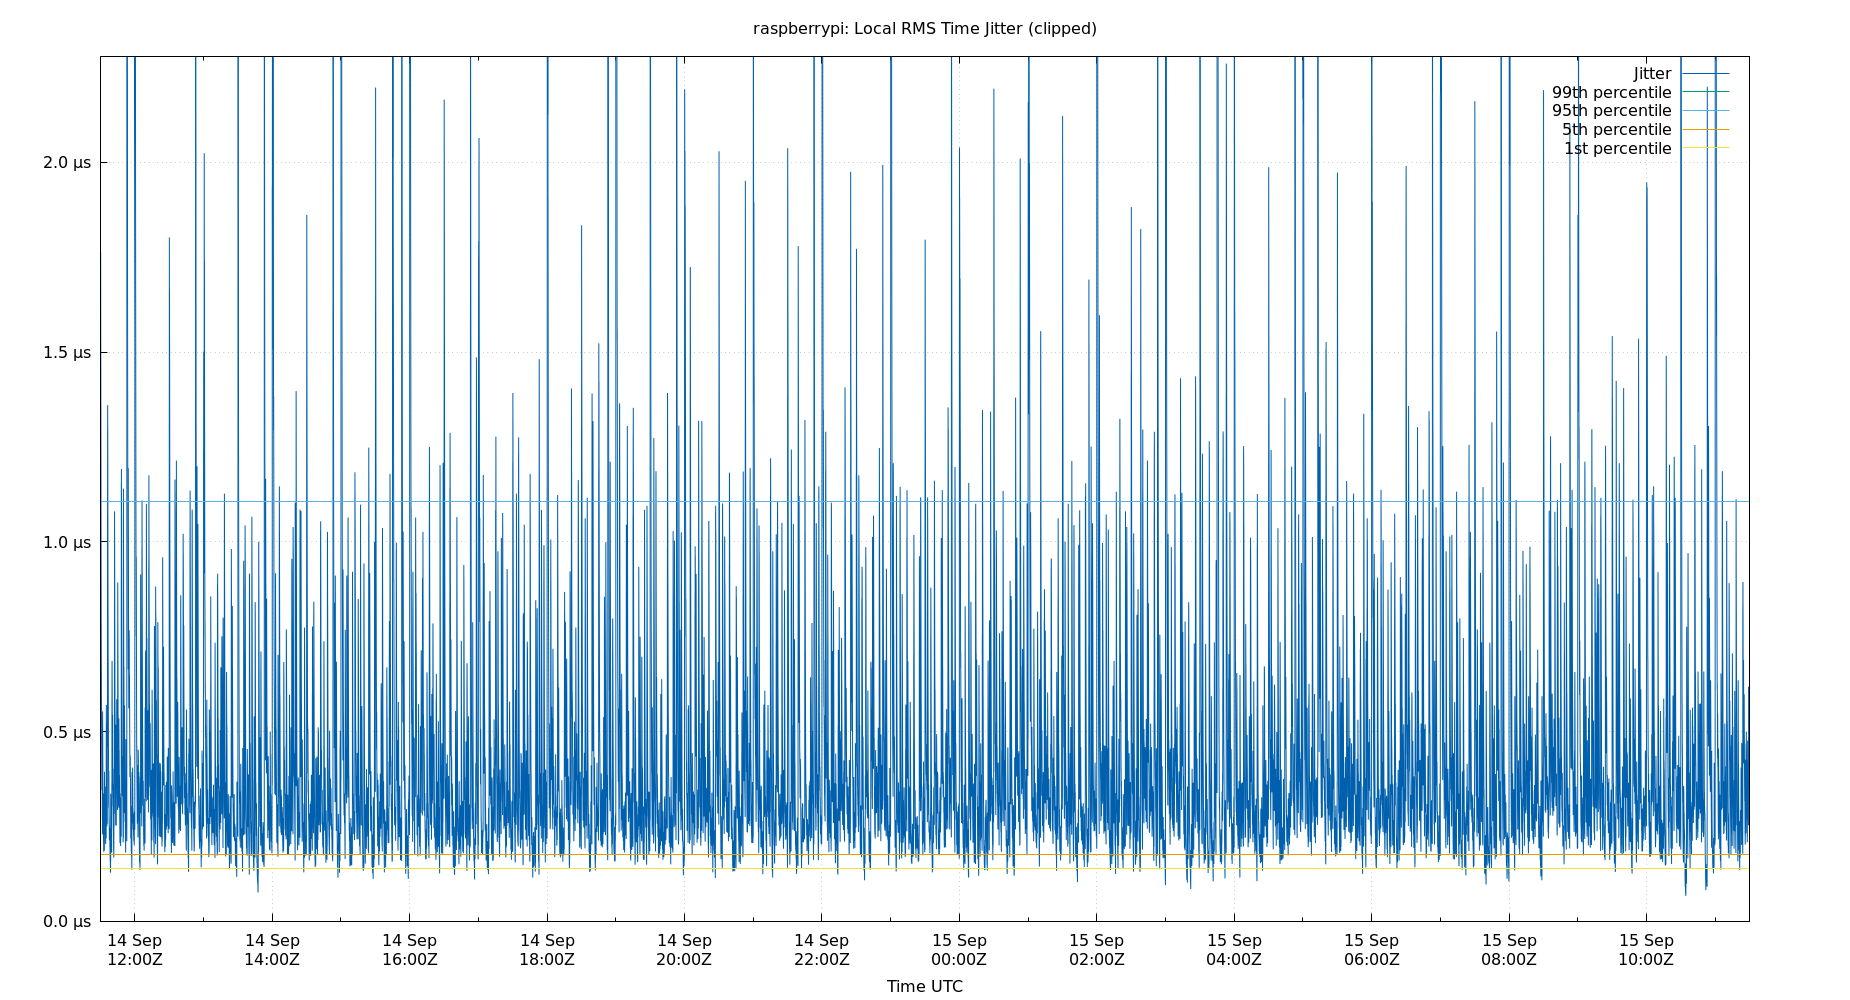 raspberrypi: Local RMS Time Jitter (clipped)
Jitter
99th percentile
95th percentile
5th percentile
1st percentile
2.0 µs
1.5 µs
1.0 µs
0.5 µs
0.0 µs
14 Sep 14 Sep 14 Sep 14 Sep 14 Sep 14 Sep 15 Sep 15 Sep 15 Sep 15 Sep 15 Sep 15 Sep
12:00Z 14:00Z 16:00Z 18:00Z 20:00Z 22:00Z 00:00Z 02:00Z 04:00Z 06:00Z 08:00Z 10:00Z
Time UTC